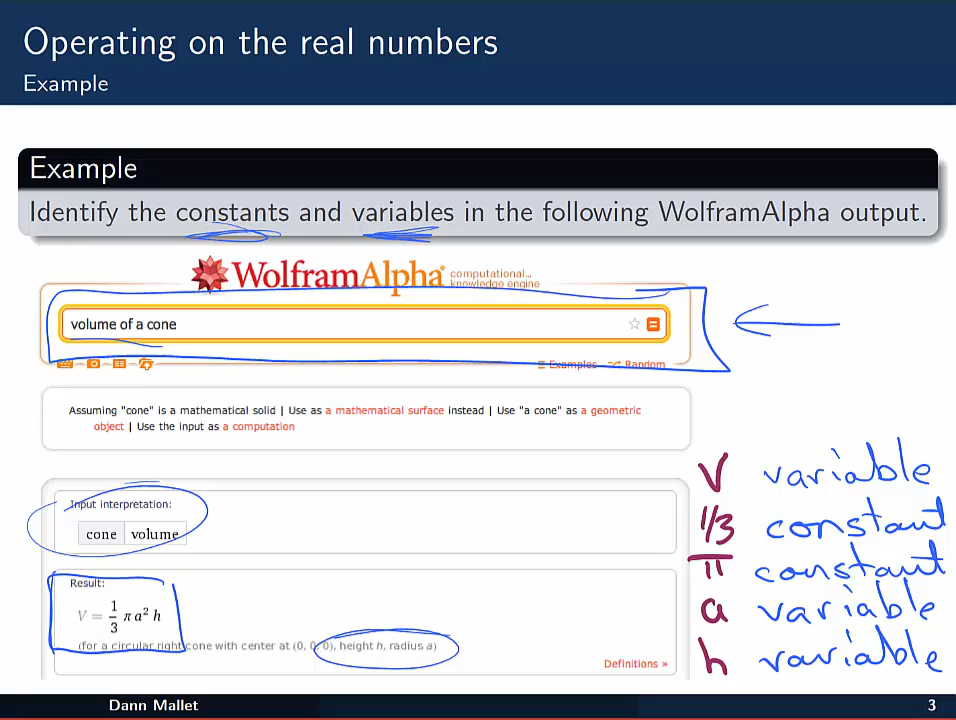 Operating on the real numbers
Example
Example
Identify the constants and variables in the following WolframAlpha output.
WolframAlpha computational... knowledge engine
volume of a cone
Examples Random
Assuming "cone" is a mathematical solid | Use as a mathematical surface instead | Use "a cone" as a geometric
object | Use the input as a computation
Input interpretation:
cone volume
Result:
V = 1/3 π a² h
(for a circular right cone with center at (0, 0, 0), height h, radius a)
Definitions »
V variable
1/3 constant
π constant
a variable
h variable
Dann Mallet 3